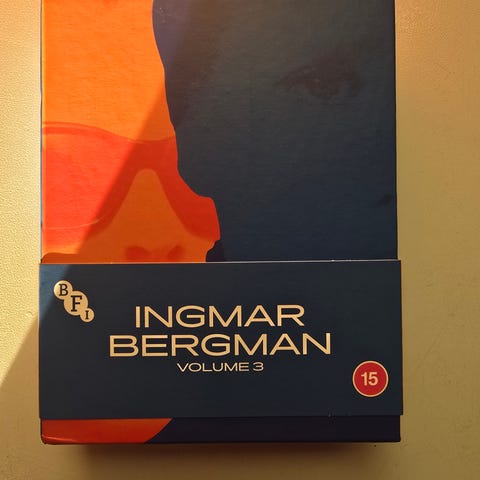 BFI
INGMAR
BERGMAN
VOLUME 3
15